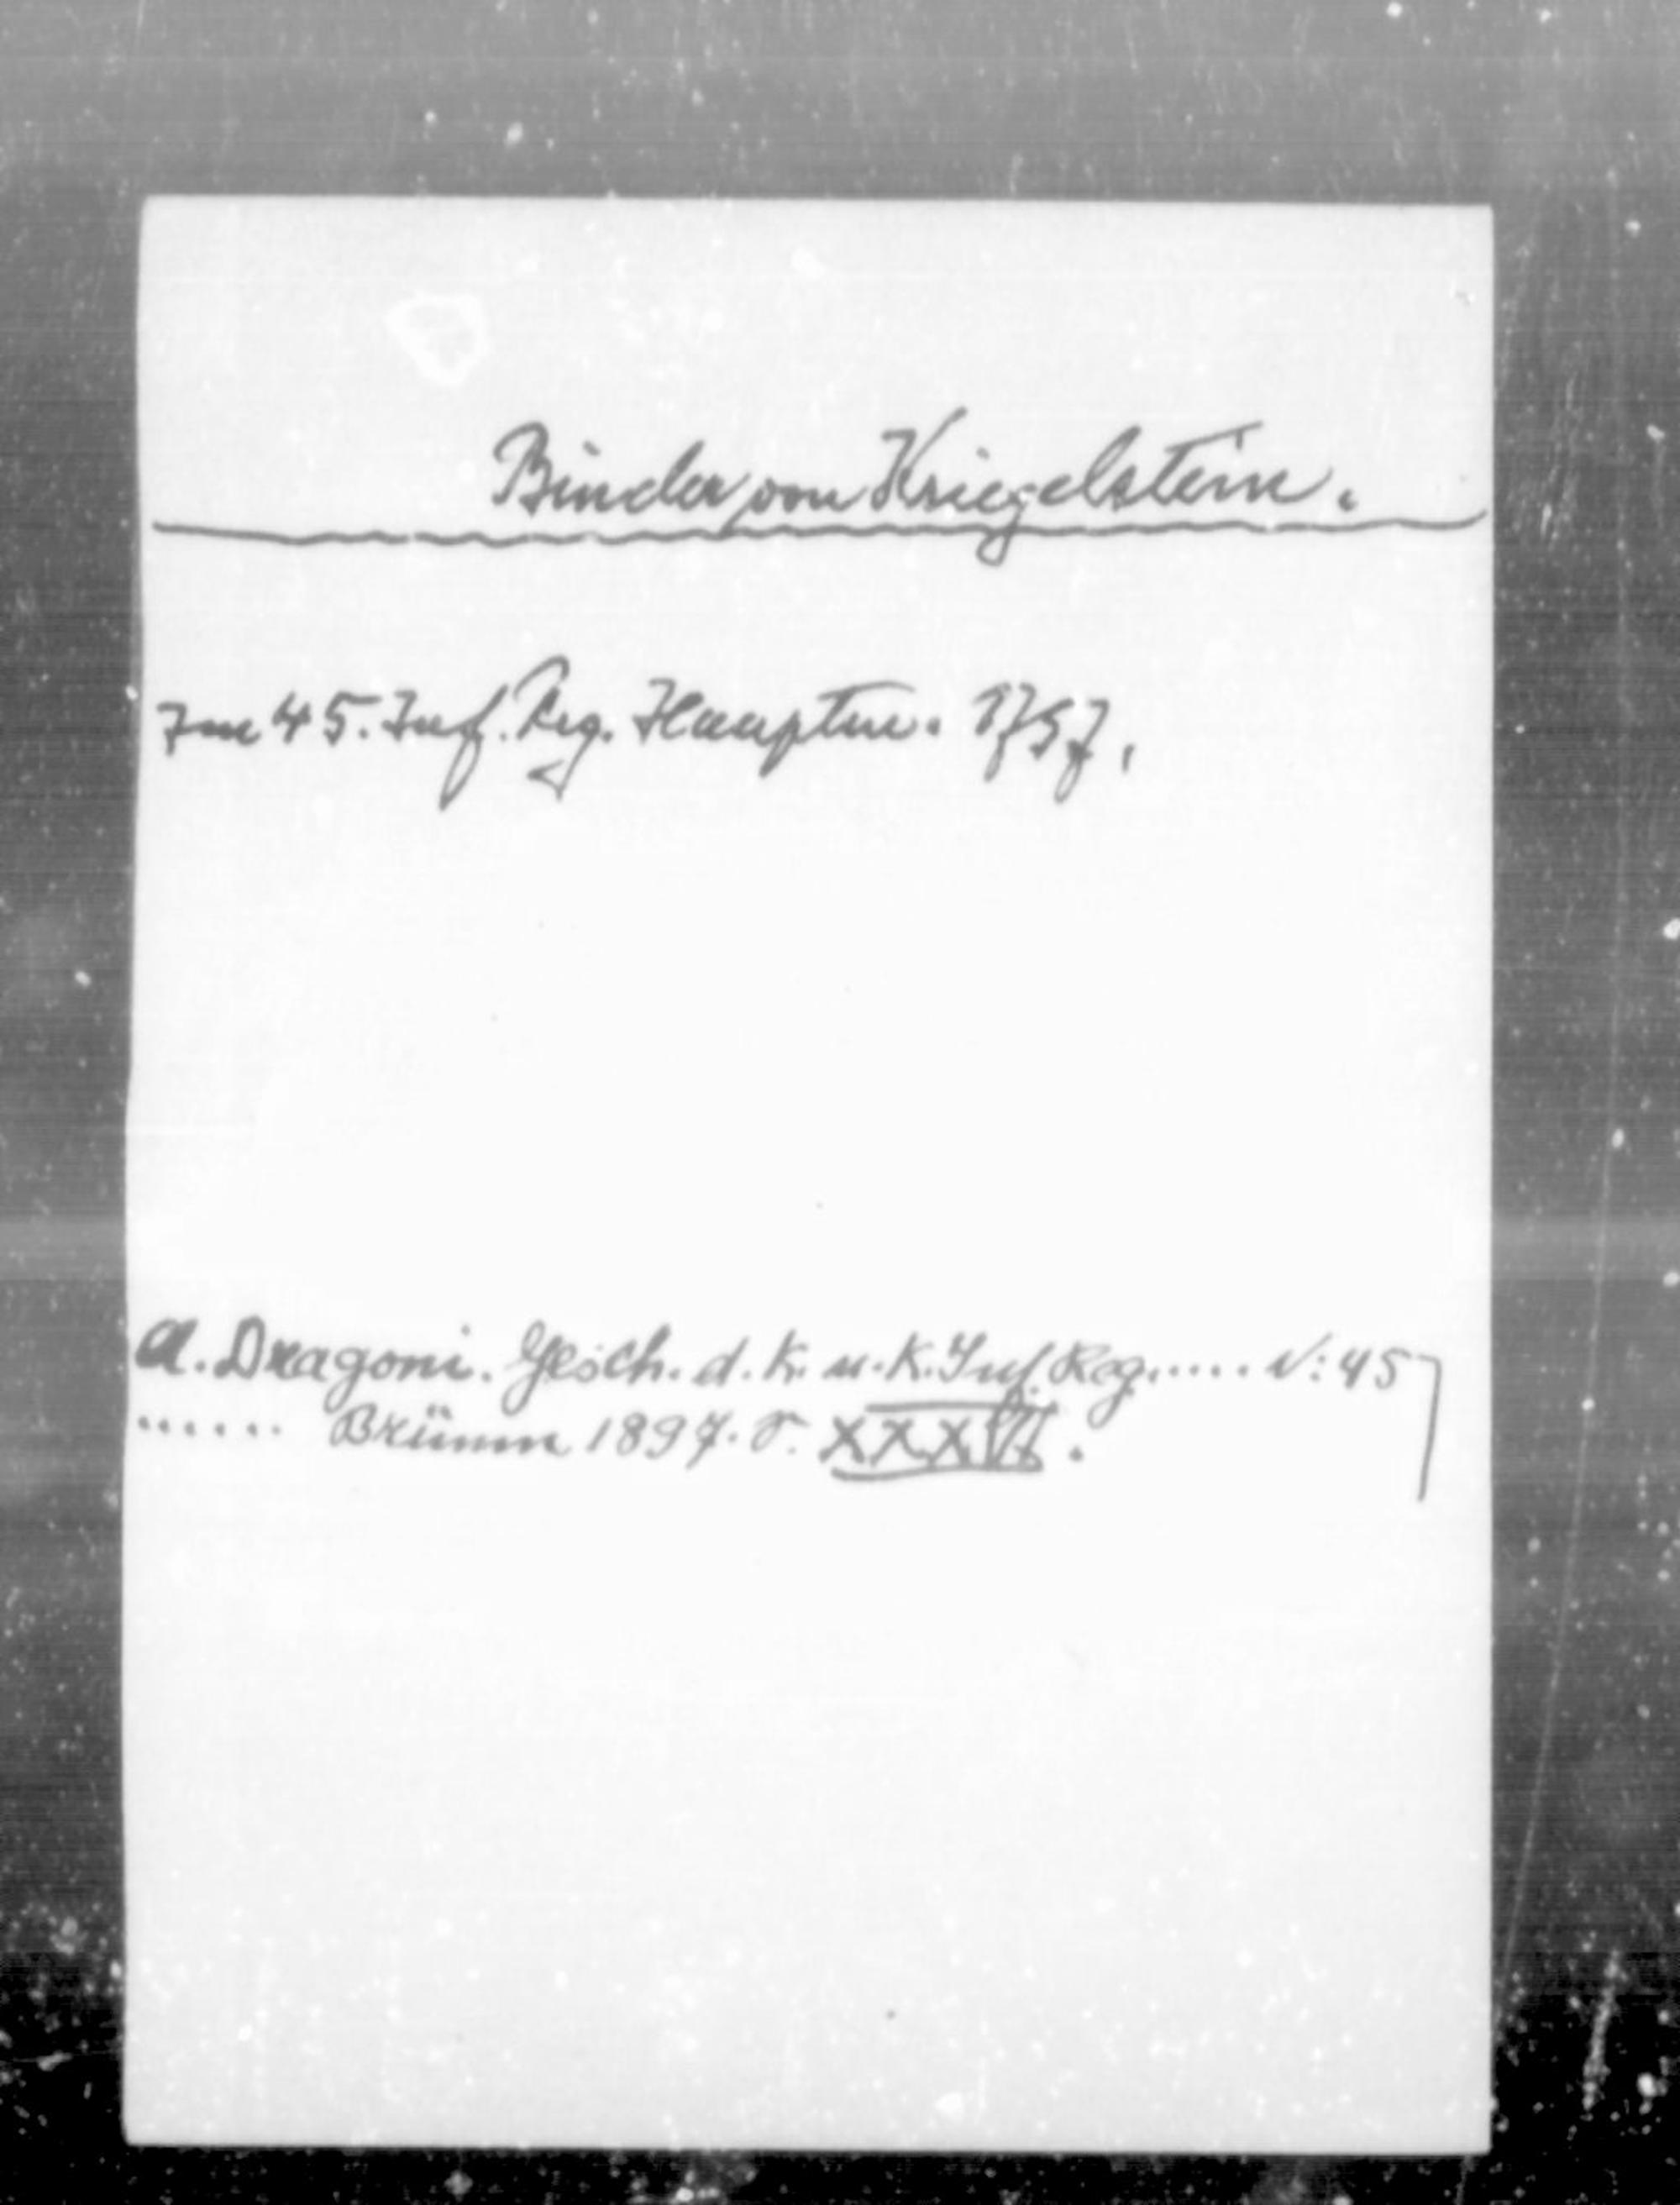 Binder von Kriegelstein.
Im 45. Inf. Reg. Hauptm. 1757.
A. Dragoni. Gesch. d. k. u. k. Inf. Reg. .... N: 45
...... Brünn 1897. S. XXXVI.